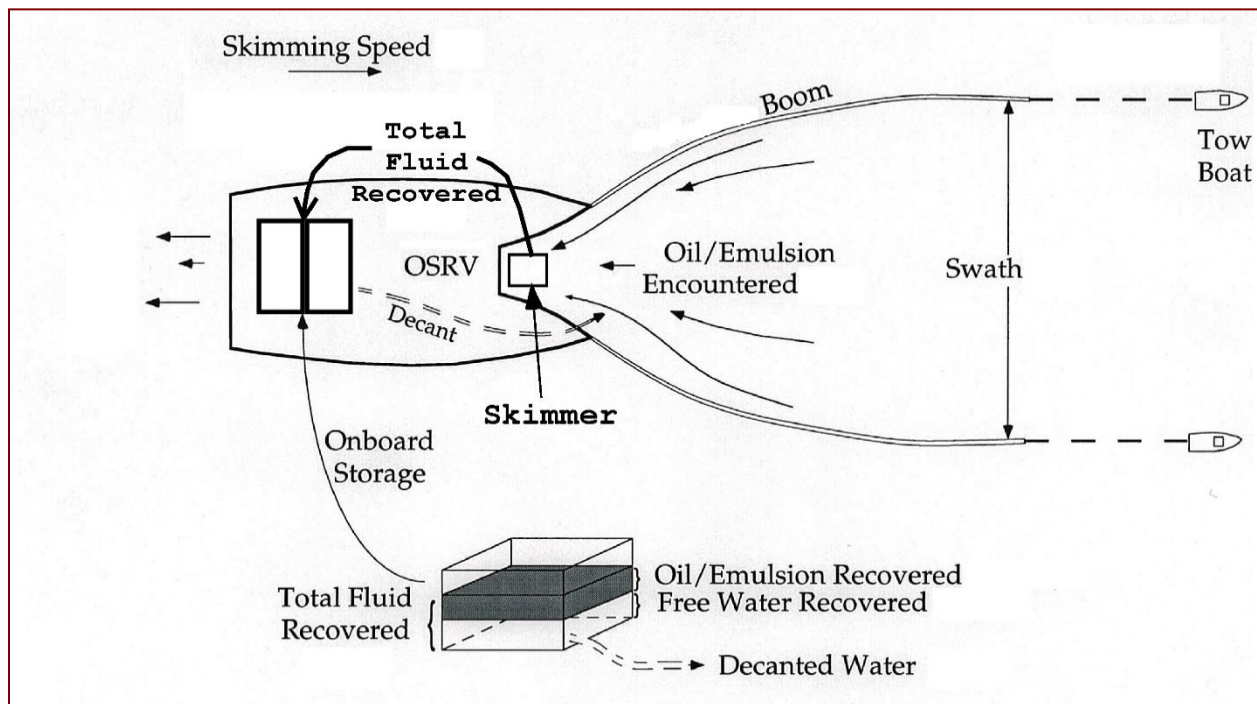 Skimming Speed
Total
Fluid
Recovered
Boom
Tow
Boat
OSRV
Oil/Emulsion
Encountered
Swath
Decant
Skimmer
Onboard
Storage
Total Fluid
Recovered
Oil/Emulsion Recovered
Free Water Recovered
Decanted Water